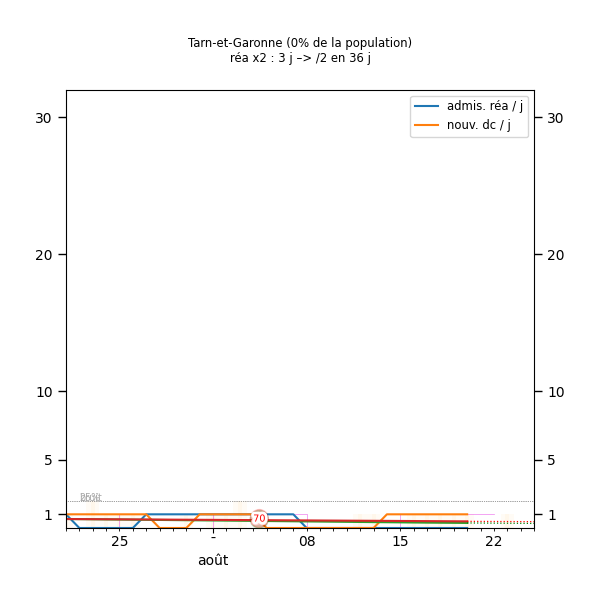 Tarn-et-Garonne (0% de la population)
réa x2 : 3 j –> /2 en 36 j
admis. réa / j
nouv. dc / j
30 30
20 20
10 10
5 5
1 70 1
25 - 08 15 22
août